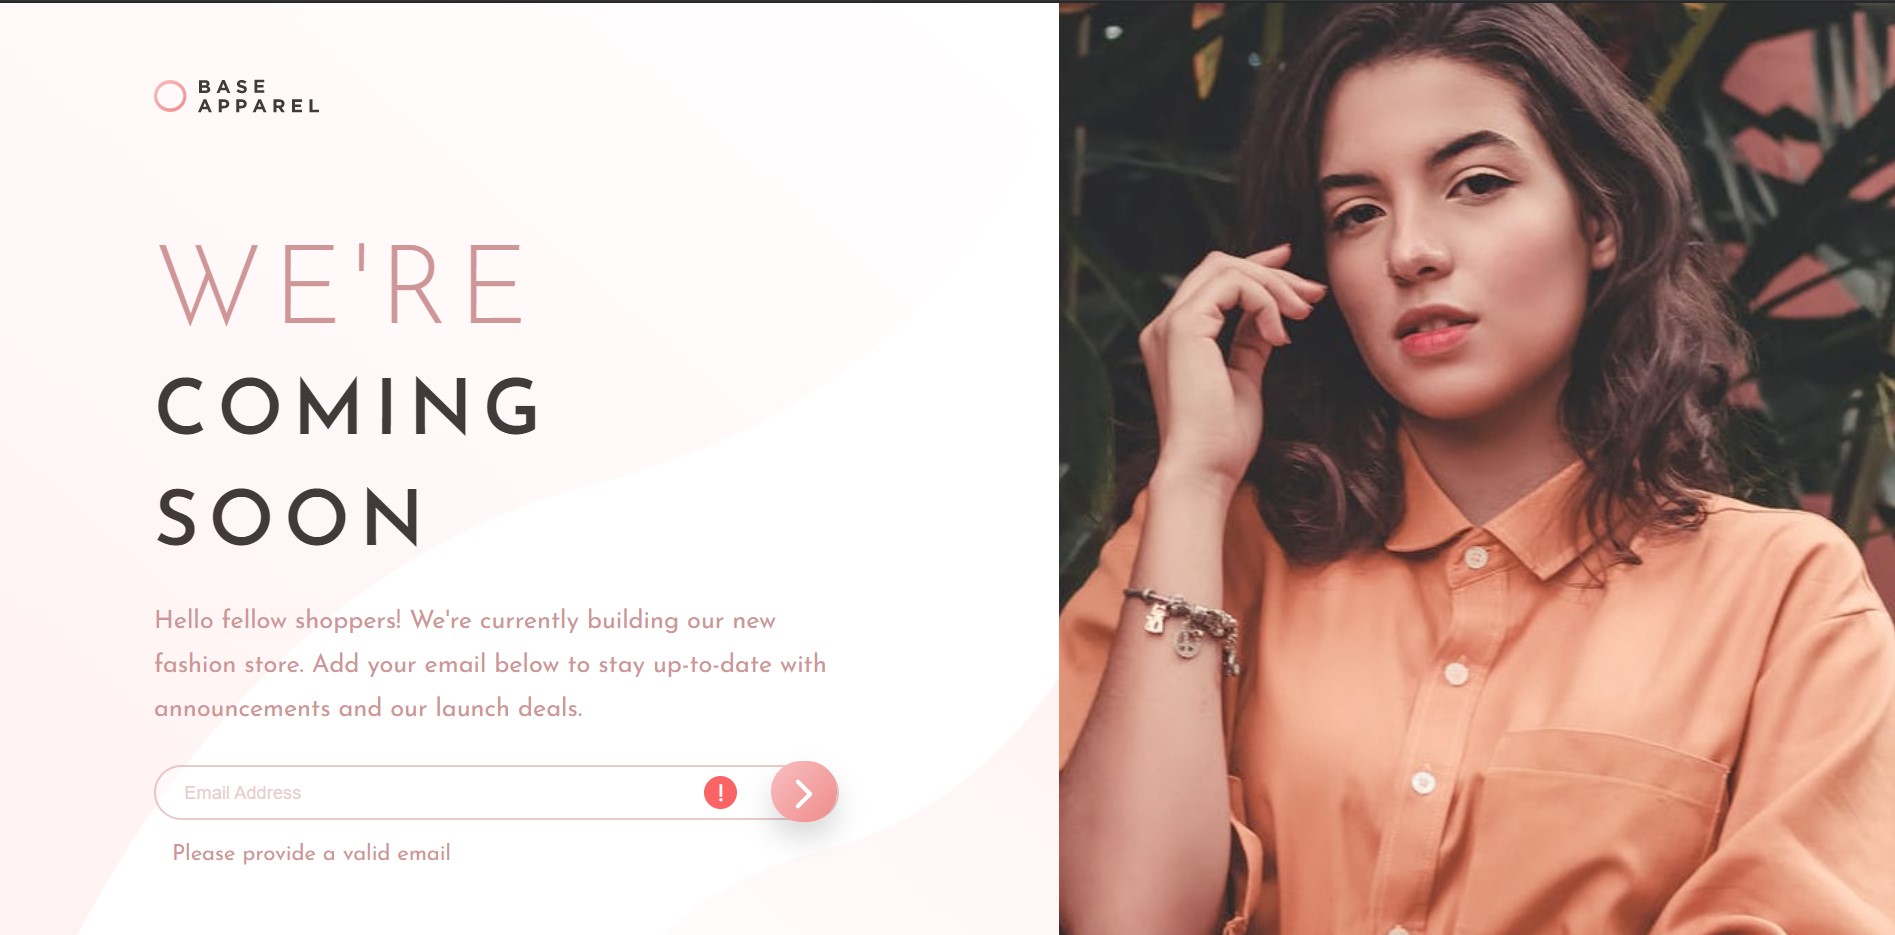 BASE
APPAREL
WE'RE
COMING
SOON
Hello fellow shoppers! We're currently building our new
fashion store. Add your email below to stay up-to-date with
announcements and our launch deals.
Email Address
!
Please provide a valid email